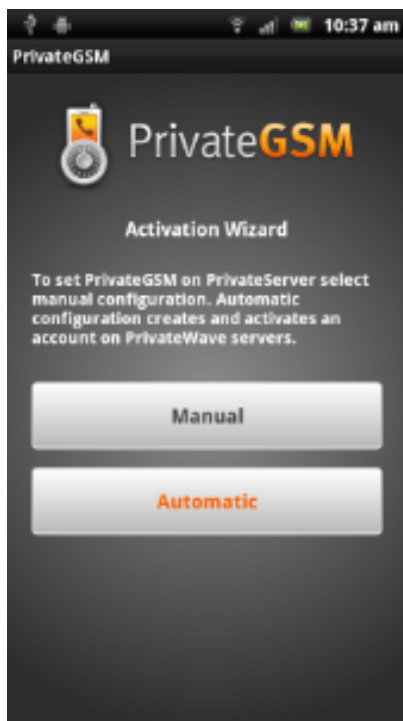 10:37 am
PrivateGSM
PrivateGSM
Activation Wizard
To set PrivateGSM on PrivateServer select
manual configuration. Automatic
configuration creates and activates an
account on PrivateWave servers.
Manual
Automatic